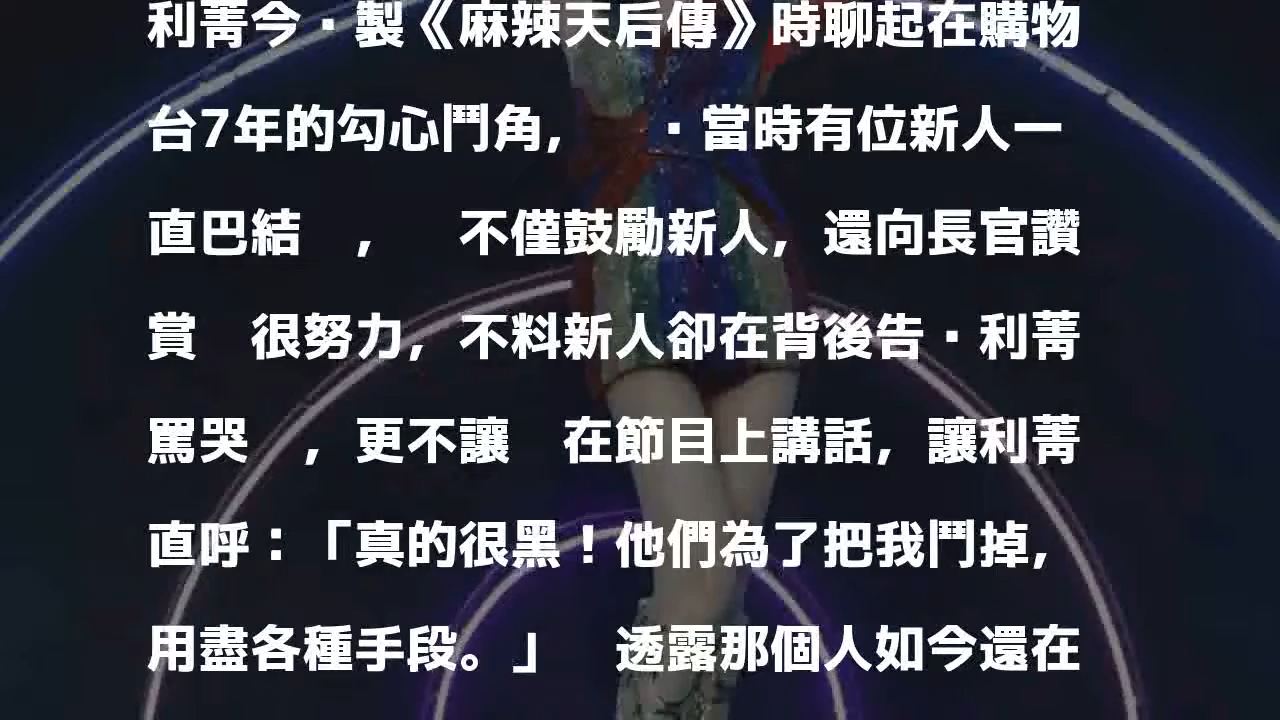 利菁今·製《麻辣天后傳》時聊起在購物
台7年的勾心鬥角，　·當時有位新人一
直巴結　，　不僅鼓勵新人，還向長官讚
賞　很努力，不料新人卻在背後告·利菁
罵哭　，更不讓　在節目上講話，讓利菁
直呼：「真的很黑！他們為了把我鬥掉，
用盡各種手段。」　透露那個人如今還在